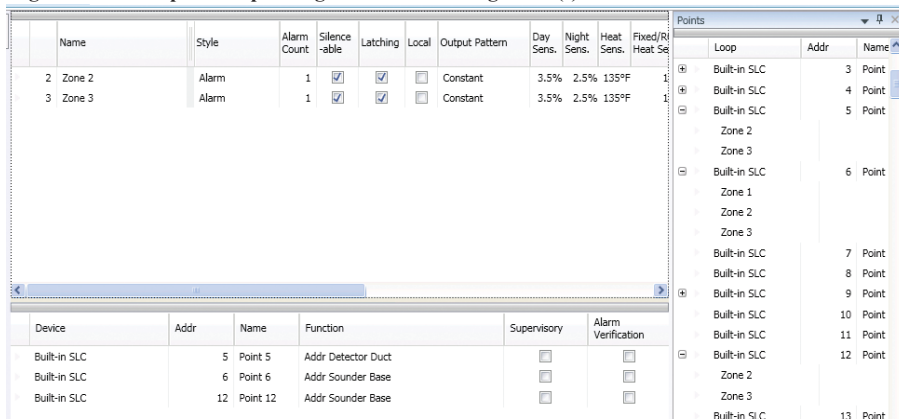 Name Style Alarm Count Silence -able Latching Local Output Pattern Day Sens. Night Sens. Heat Sens.
2 Zone 2 Alarm 1 Constant 3.5% 2.5% 135°F
3 Zone 3 Alarm 1 Constant 3.5% 2.5% 135°F
Device Addr Name Function Supervisory Alarm Verification
Built-in SLC 5 Point 5 Addr Detector Duct
Built-in SLC 6 Point 6 Addr Sounder Base
Built-in SLC 12 Point 12 Addr Sounder Base
Points
Loop Addr Name
Built-in SLC 3 Point
Built-in SLC 4 Point
Built-in SLC 5 Point
Zone 2
Zone 3
Built-in SLC 6 Point
Zone 1
Zone 2
Zone 3
Built-in SLC 7 Point
Built-in SLC 8 Point
Built-in SLC 9 Point
Built-in SLC 10 Point
Built-in SLC 11 Point
Built-in SLC 12 Point
Zone 2
Zone 3
Built-in SLC 13 Point